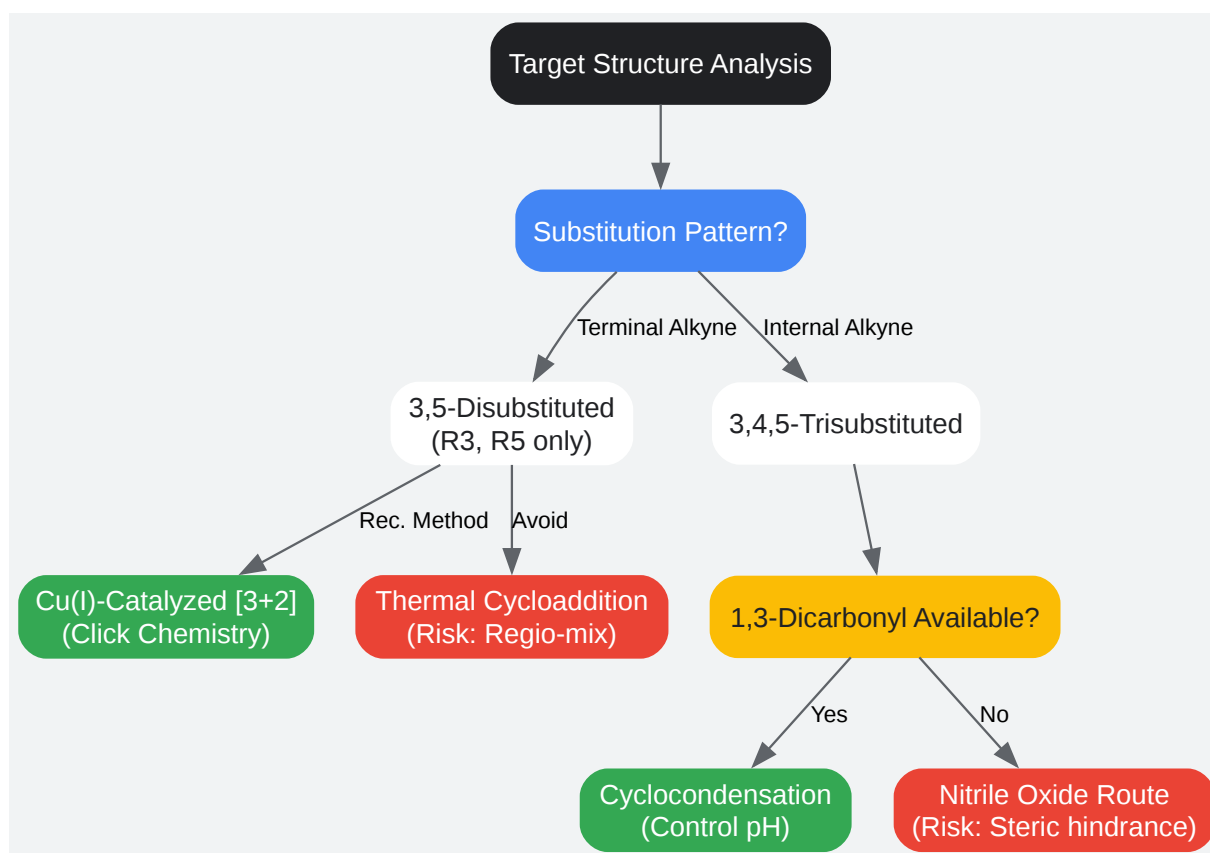 Target Structure Analysis
Substitution Pattern?
Terminal Alkyne
Internal Alkyne
3,5-Disubstituted
(R3, R5 only)
3,4,5-Trisubstituted
Rec. Method
Avoid
Cu(I)-Catalyzed [3+2]
(Click Chemistry)
Thermal Cycloaddition
(Risk: Regio-mix)
1,3-Dicarbonyl Available?
Yes
No
Cyclocondensation
(Control pH)
Nitrile Oxide Route
(Risk: Steric hindrance)